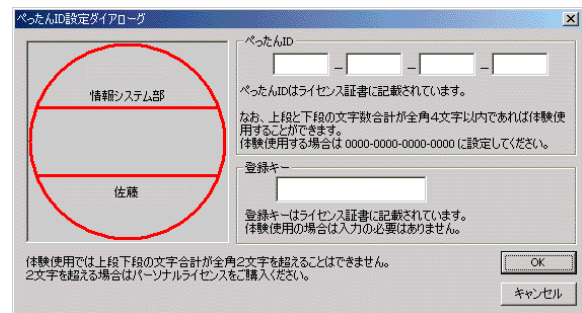 ぺったんID設定ダイアローグ
情報システム部
佐藤
ぺったんID
– – –
ぺったんIDはライセンス証書に記載されています。
なお、上段と下段の文字数合計が全角4文字以内であれば体験使
用することができます。
体験使用する場合は 0000-0000-0000-0000 に設定してください。
登録キー
登録キーはライセンス証書に記載されています。
体験使用の場合は入力の必要はありません。
体験使用では上段下段の文字合計が全角2文字を超えることはできません。
2文字を超える場合はパーソナルライセンスをご購入ください。
OK
キャンセル